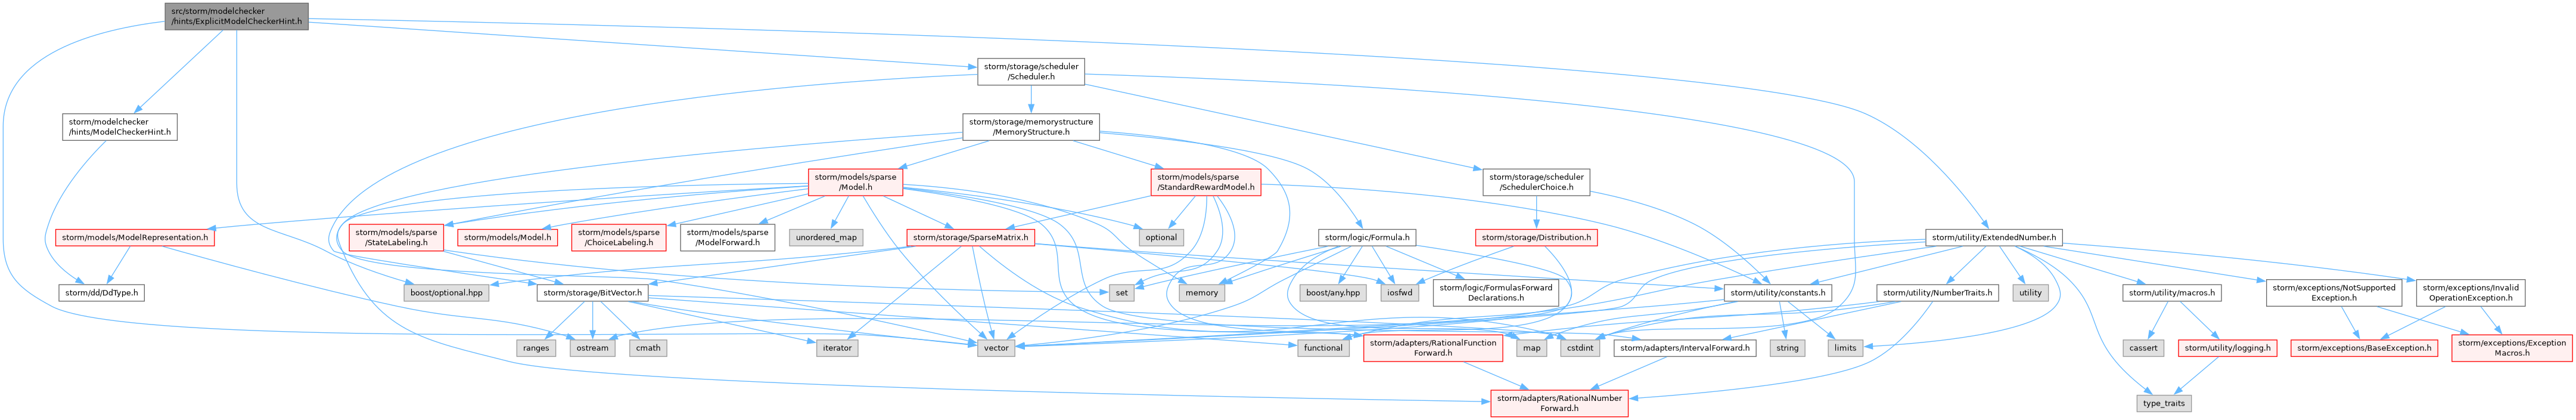 src/storm/modelchecker
/hints/ExplicitModelCheckerHint.h
storm/storage/scheduler
/Scheduler.h
storm/modelchecker
/hints/ModelCheckerHint.h
storm/storage/memorystructure
/MemoryStructure.h
storm/models/sparse
/Model.h
storm/models/sparse
/StandardRewardModel.h
storm/storage/scheduler
/SchedulerChoice.h
storm/models/ModelRepresentation.h
storm/models/sparse
/StateLabeling.h
storm/models/Model.h
storm/models/sparse
/ChoiceLabeling.h
storm/models/sparse
/ModelForward.h
unordered_map
storm/storage/SparseMatrix.h
optional
storm/logic/Formula.h
storm/storage/Distribution.h
storm/utility/ExtendedNumber.h
storm/dd/DdType.h
boost/optional.hpp
storm/storage/BitVector.h
set
memory
boost/any.hpp
iosfwd
storm/logic/FormulasForward
Declarations.h
storm/utility/constants.h
storm/utility/NumberTraits.h
utility
storm/utility/macros.h
storm/exceptions/NotSupported
Exception.h
storm/exceptions/Invalid
OperationException.h
ranges
ostream
cmath
iterator
vector
functional
storm/adapters/RationalFunction
Forward.h
map
cstdint
storm/adapters/IntervalForward.h
string
limits
cassert
storm/utility/logging.h
storm/exceptions/BaseException.h
storm/exceptions/Exception
Macros.h
storm/adapters/RationalNumber
Forward.h
type_traits